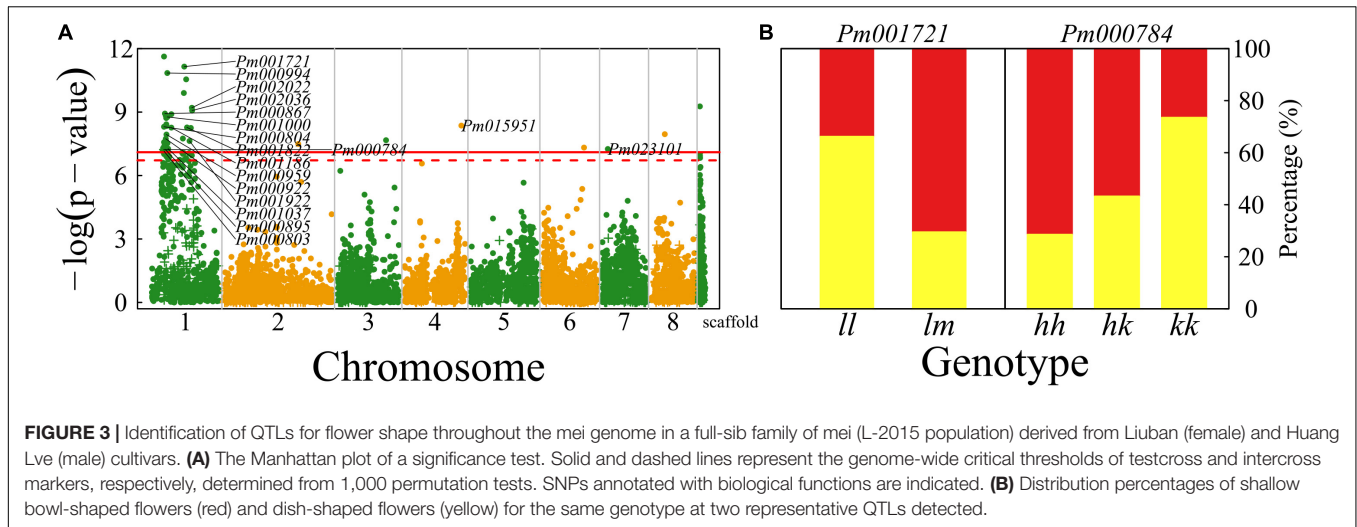 A
B
Pm001721 Pm000784
12
9
6
3
0
−log(p − value)
Pm001721
Pm000994
Pm002022
Pm002036
Pm000867
Pm001000
Pm000804
Pm001822
Pm000784
Pm001186
Pm000959
Pm000922
Pm001922
Pm001037
Pm000895
Pm000803
Pm015951
Pm023101
1 2 3 4 5 6 7 8 scaffold
Chromosome
100
80
60
40
20
0
Percentage (%)
ll lm hh hk kk
Genotype
FIGURE 3 | Identification of QTLs for flower shape throughout the mei genome in a full-sib family of mei (L-2015 population) derived from Liuban (female) and Huang
Lve (male) cultivars. (A) The Manhattan plot of a significance test. Solid and dashed lines represent the genome-wide critical thresholds of testcross and intercross
markers, respectively, determined from 1,000 permutation tests. SNPs annotated with biological functions are indicated. (B) Distribution percentages of shallow
bowl-shaped flowers (red) and dish-shaped flowers (yellow) for the same genotype at two representative QTLs detected.